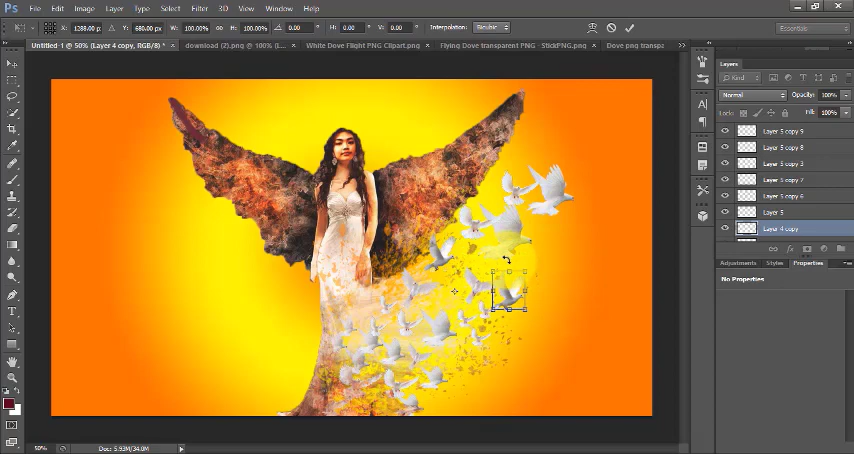 Ps File Edit Image Layer Type Select Filter 3D View Window Help
X: 1288.00 p Y: 680.00 px W: 100.00% H: 100.00% 0.00 ° H: 0.00 ° V: 0.00 ° Interpolation: Bicubic Essentials
Untitled-1 @ 50% (Layer 4 copy, RGB/8) * × download (2).png @ 100% (L... × White Dove Flight PNG Clipart.png × Flying Dove transparent PNG StickPNG.png × Dove png transpa
Layers
Kind
Normal Opacity: 100%
Lock: Fill: 100%
Layer 5 copy 9
Layer 5 copy 8
Layer 5 copy 3
Layer 5 copy 7
Layer 5 copy 6
Layer 5
Layer 4 copy
fx
Adjustments Styles Properties
No Properties
50% Doc: 5.93M/34.0M